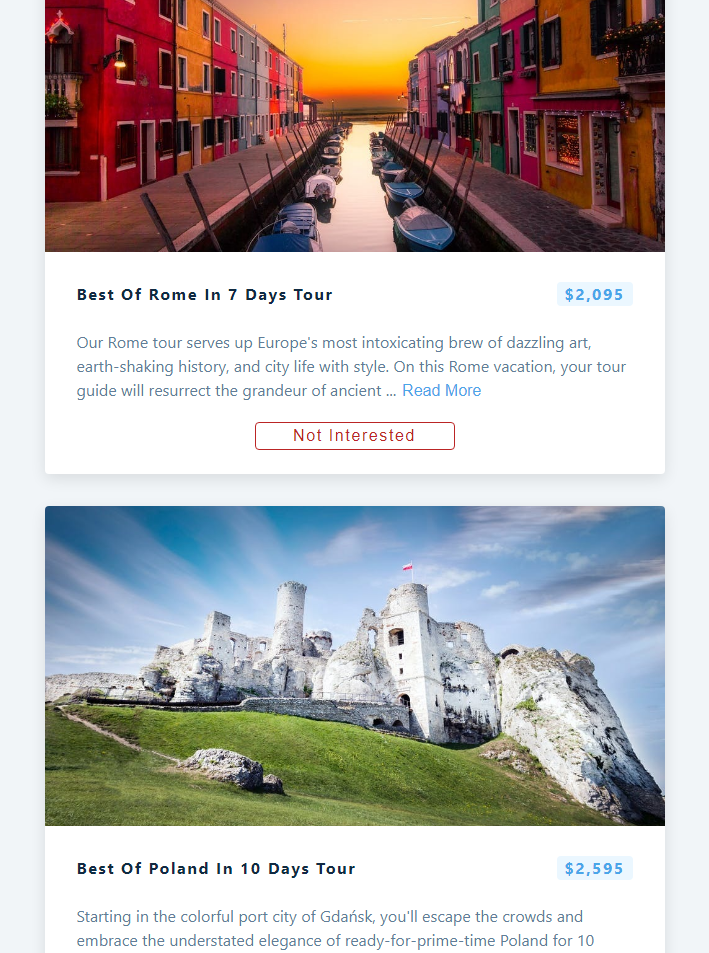 Best Of Rome In 7 Days Tour
$2,095
Our Rome tour serves up Europe's most intoxicating brew of dazzling art,
earth-shaking history, and city life with style. On this Rome vacation, your tour
guide will resurrect the grandeur of ancient ... Read More
Not Interested
Best Of Poland In 10 Days Tour
$2,595
Starting in the colorful port city of Gdańsk, you'll escape the crowds and
embrace the understated elegance of ready-for-prime-time Poland for 10